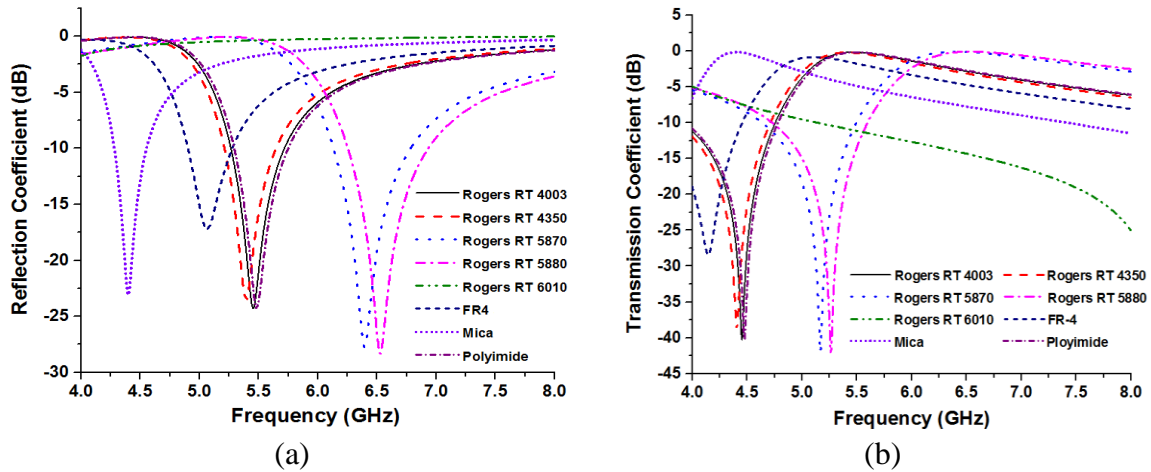 Reflection Coefficient (dB)
0
-5
-10
-15
-20
-25
-30
4.0 4.5 5.0 5.5 6.0 6.5 7.0 7.5 8.0
Frequency (GHz)
Rogers RT 4003
Rogers RT 4350
Rogers RT 5870
Rogers RT 5880
Rogers RT 6010
FR4
Mica
Polyimide
(a)
Transmission Coefficient (dB)
5
0
-5
-10
-15
-20
-25
-30
-35
-40
-45
4.0 4.5 5.0 5.5 6.0 6.5 7.0 7.5 8.0
Frequency (GHz)
Rogers RT 4003 Rogers RT 4350
Rogers RT 5870 Rogers RT 5880
Rogers RT 6010 FR-4
Mica Ployimide
(b)